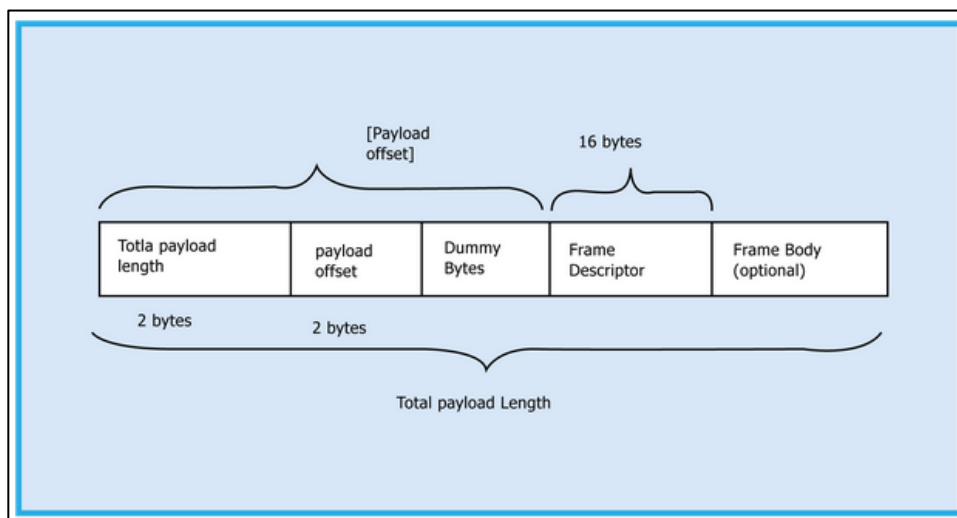 [Payload
offset]
16 bytes
Totla payload
length
payload
offset
Dummy
Bytes
Frame
Descriptor
Frame Body
(optional)
2 bytes
2 bytes
Total payload Length